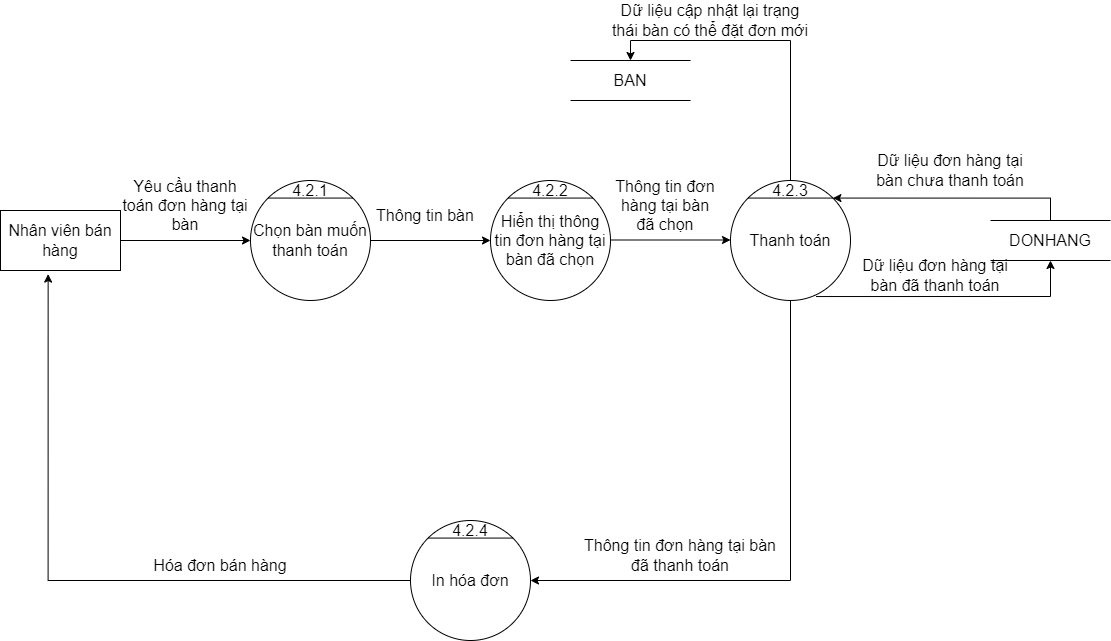 Dữ liệu cập nhật lại trạng
thái bàn có thể đặt đơn mới
BAN
Yêu cầu thanh
toán đơn hàng tại
bàn
4.2.1
Chọn bàn muốn
thanh toán
Thông tin bàn
4.2.2
Hiển thị thông
tin đơn hàng tại
bàn đã chọn
Thông tin đơn
hàng tại bàn
đã chọn
4.2.3
Thanh toán
Dữ liệu đơn hàng tại
bàn chưa thanh toán
DONHANG
Dữ liệu đơn hàng tại
bàn đã thanh toán
Nhân viên bán
hàng
Hóa đơn bán hàng
4.2.4
In hóa đơn
Thông tin đơn hàng tại bàn
đã thanh toán